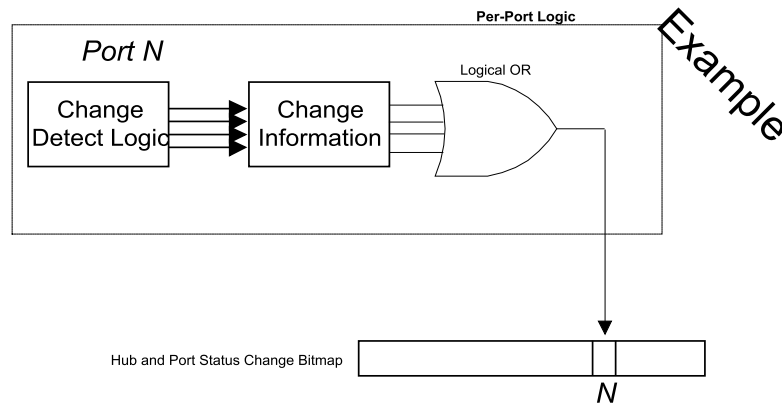 Per-Port Logic
Example
Port N
Logical OR
Change
Detect Logic
Change
Information
Hub and Port Status Change Bitmap
N